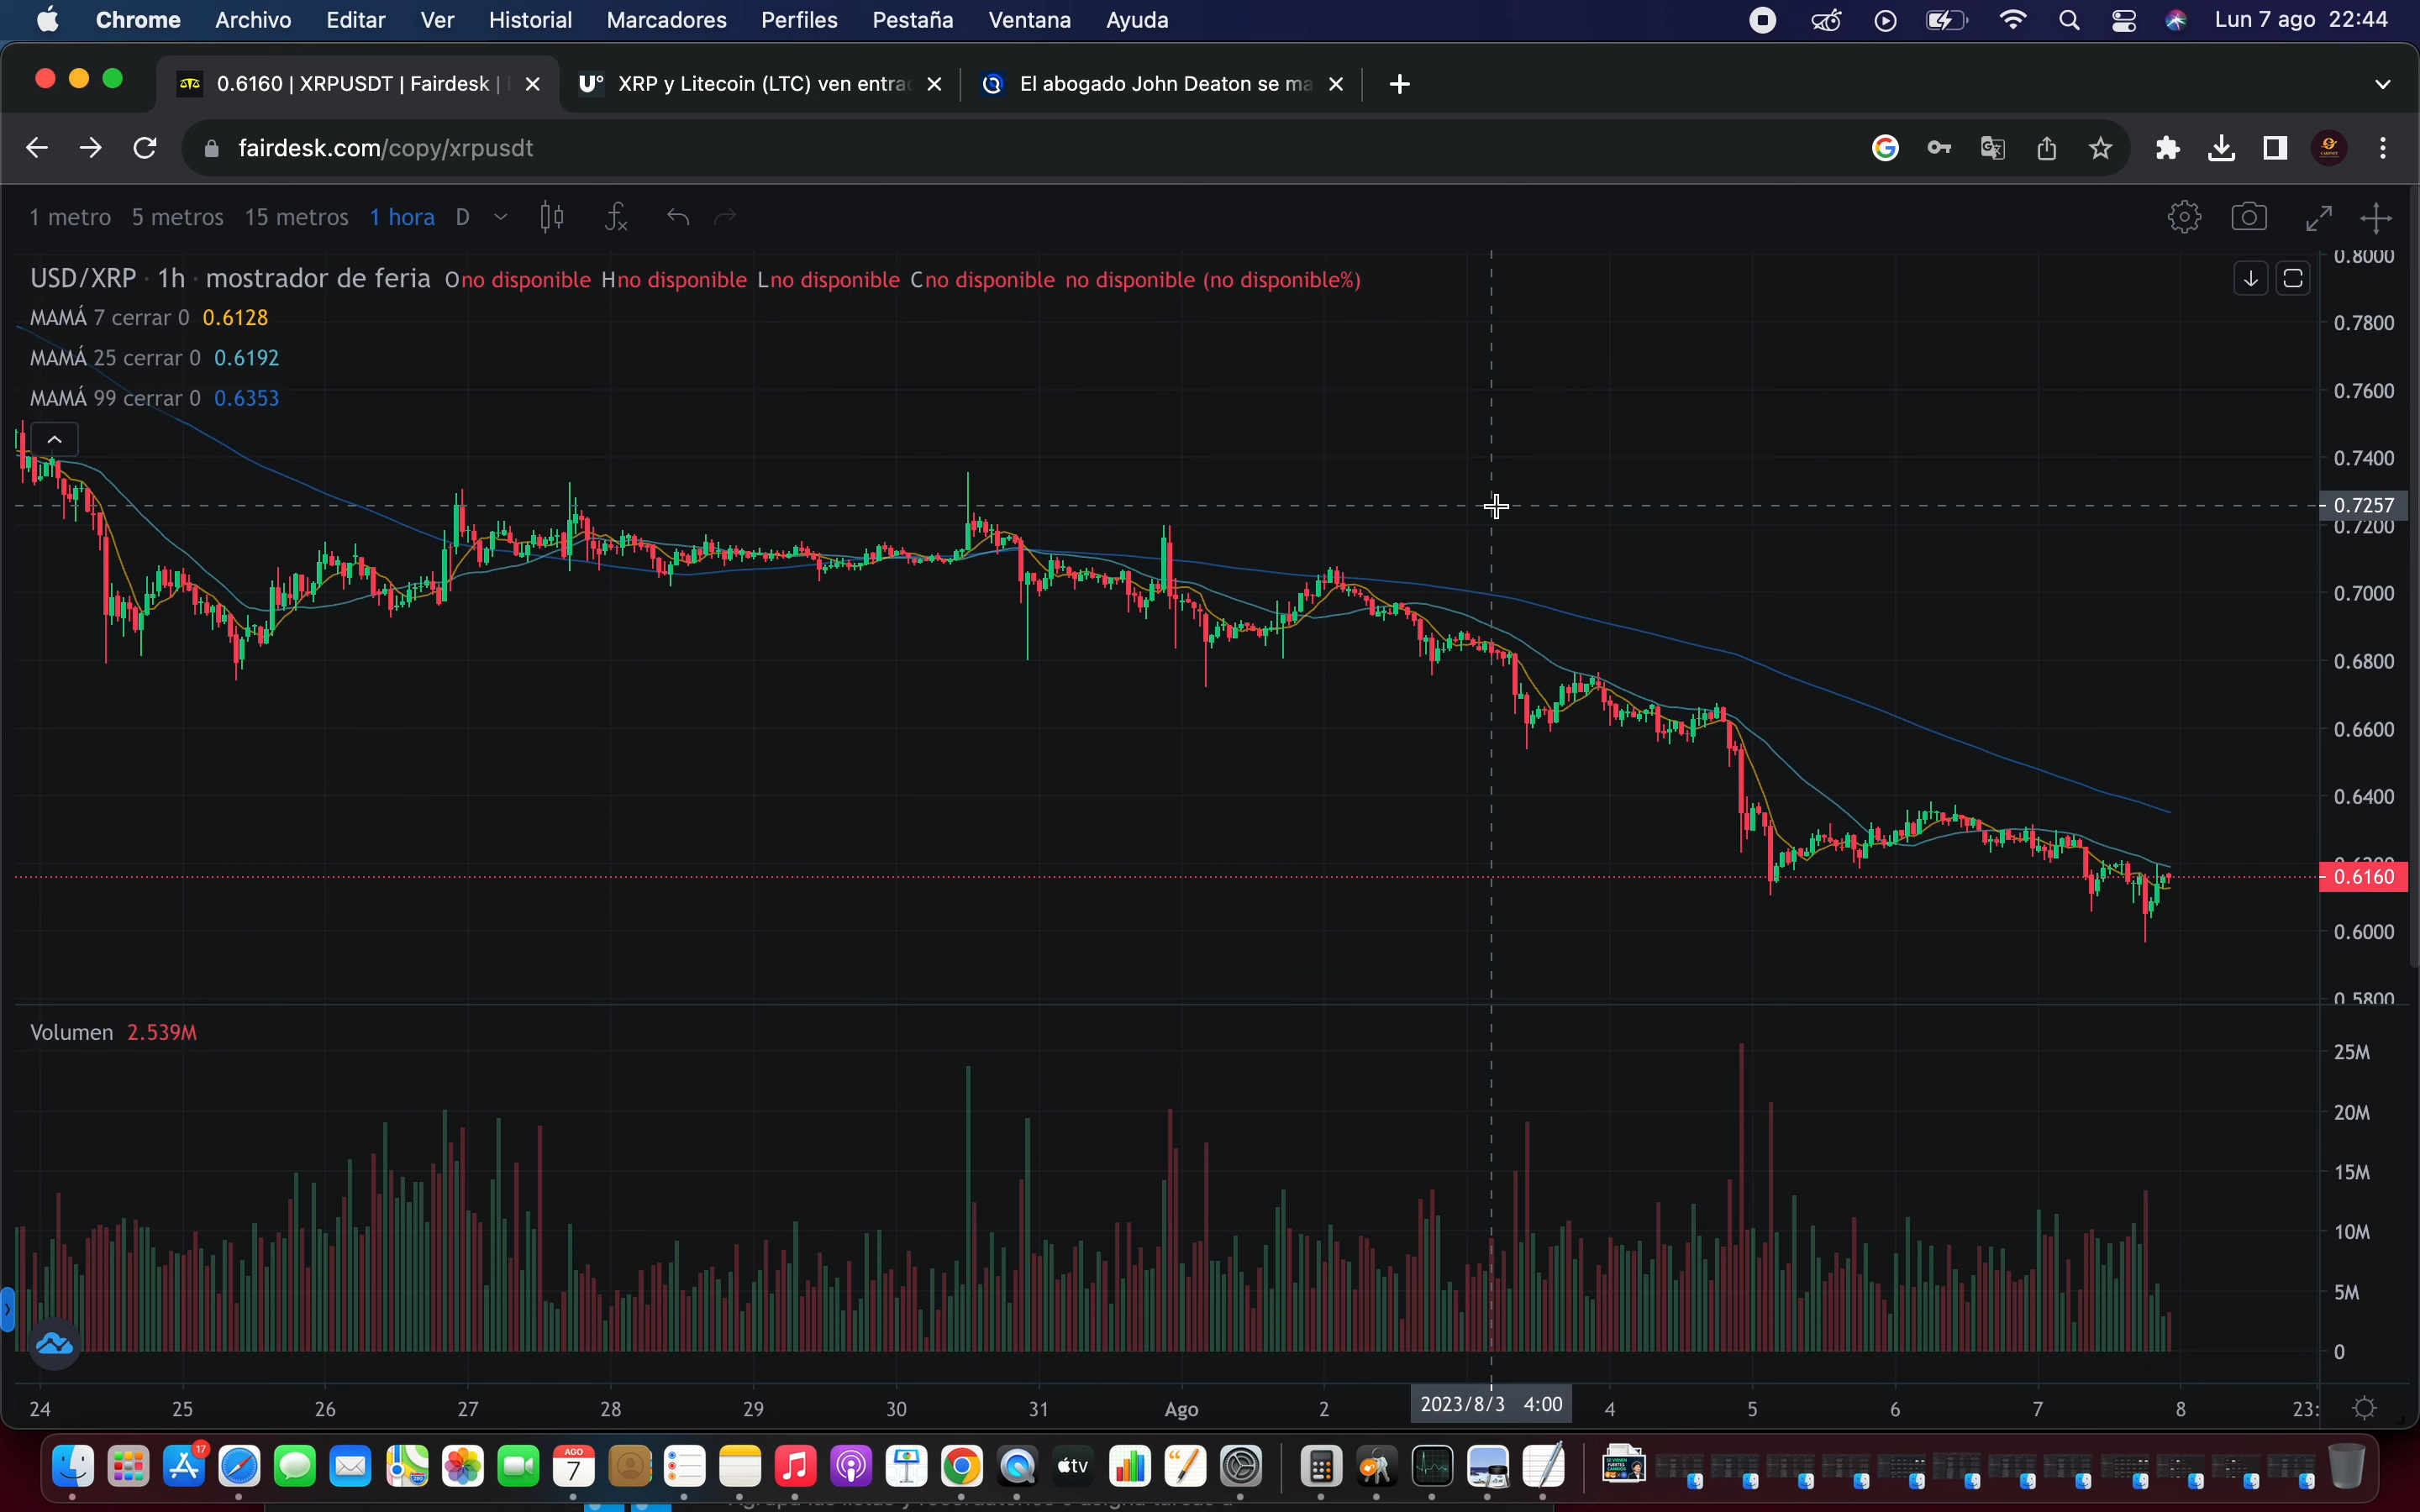 Chrome Archivo Editar Ver Historial Marcadores Perfiles Pestaña Ventana Ayuda Lun 7 ago 22:44
0.6160 | XRPUSDT | Fairdesk | XRP y Litecoin (LTC) ven entra El abogado John Deaton se ma
fairdesk.com/copy/xrpusdt
1 metro 5 metros 15 metros 1 hora D
USD/XRP · 1h · mostrador de feria Ono disponible Hno disponible Lno disponible Cno disponible no disponible (no disponible%)
MAMÁ 7 cerrar 0 0.6128
MAMÁ 25 cerrar 0 0.6192
MAMÁ 99 cerrar 0 0.6353
0.8000
0.7800
0.7600
0.7400
0.7257
0.7200
0.7000
0.6800
0.6600
0.6400
0.6160
0.6000
0.5800
Volumen 2.539M
25M
20M
15M
10M
5M
0
24 25 26 27 28 29 30 31 Ago 2 2023/8/3 4:00 4 5 6 7 8 23:
17
AGO
7
tv